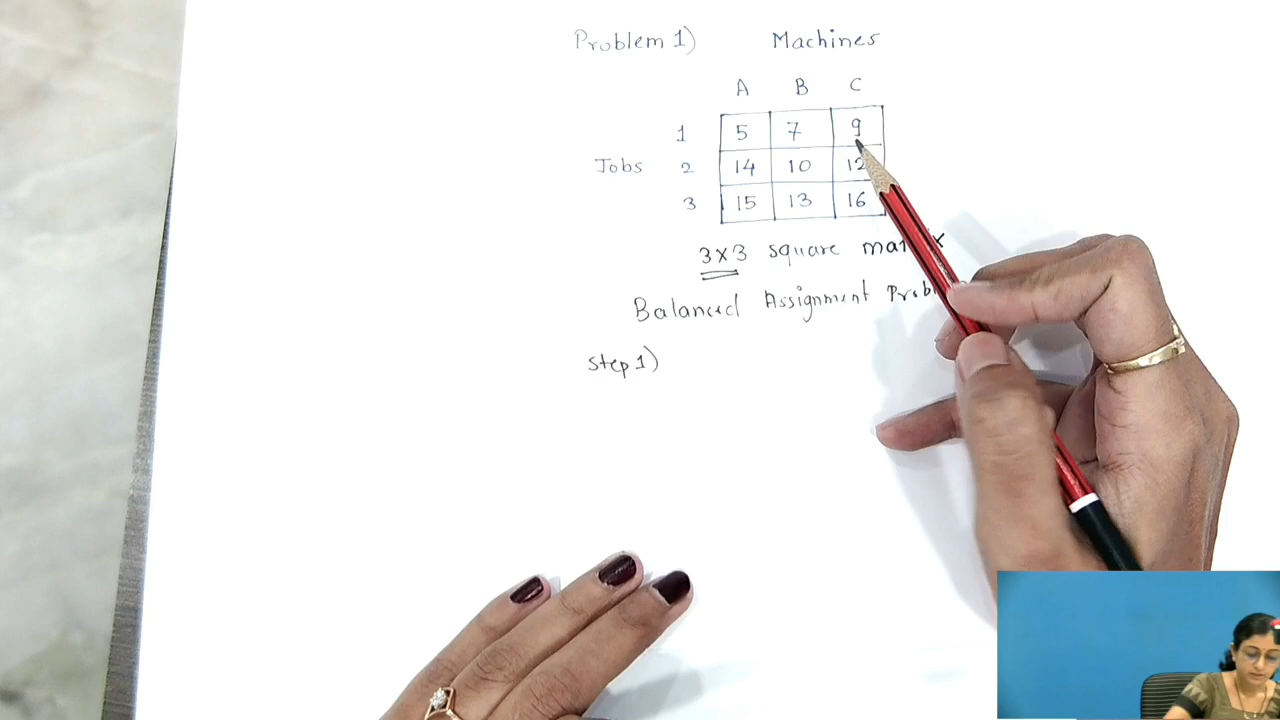 Problem 1) Machines
A B C
1 5 7 9
Jobs 2 14 10 12
3 15 13 16
3x3 square
Balanced Assignment
step 1)